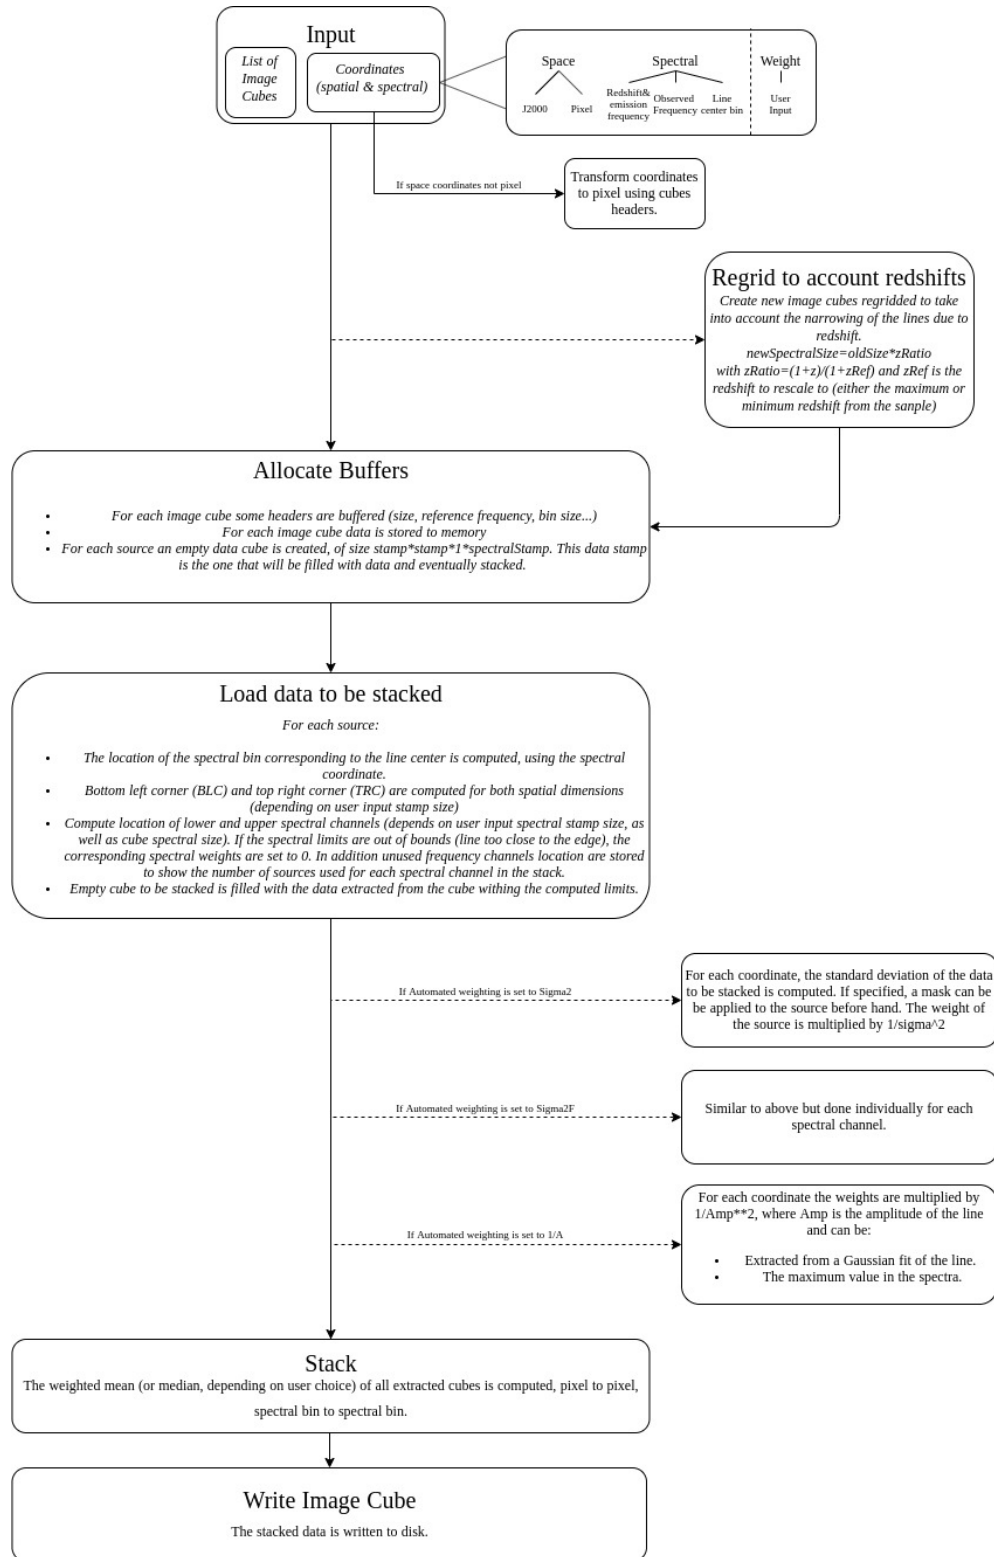 Input
List of
Image
Cubes
Coordinates
(spatial & spectral)
Space
J2000
Pixel
Spectral
Redshift&
emission
frequency
Observed
Frequency
Line
center bin
Weight
User
Input
If space coordinates not pixel
Transform coordinates
to pixel using cubes
headers.
Regrid to account redshifts
Create new image cubes regridded to take
into account the narrowing of the lines due to
redshift.
newSpectralSize=oldSize*zRatio
with zRatio=(1+z)/(1+zRef) and zRef is the
redshift to rescale to (either the maximum or
minimum redshift from the sample)
Allocate Buffers
• For each image cube some headers are buffered (size, reference frequency, bin size...)
• For each image cube data is stored to memory
• For each source an empty data cube is created, of size stamp*stamp*1*spectralStamp. This data stamp
is the one that will be filled with data and eventually stacked.
Load data to be stacked
For each source:
• The location of the spectral bin corresponding to the line center is computed, using the spectral
coordinate.
• Bottom left corner (BLC) and top right corner (TRC) are computed for both spatial dimensions
(depending on user input stamp size)
• Compute location of lower and upper spectral channels (depends on user input spectral stamp size, as
well as cube spectral size). If the spectral limits are out of bounds (line too close to the edge), the
corresponding spectral weights are set to 0. In addition unused frequency channels location are stored
to show the number of sources used for each spectral channel in the stack.
• Empty cube to be stacked is filled with the data extracted from the cube withing the computed limits.
If Automated weighting is set to Sigma2
For each coordinate, the standard deviation of the data
to be stacked is computed. If specified, a mask can be
be applied to the source before hand. The weight of
the source is multiplied by 1/sigma^2
If Automated weighting is set to Sigma2F
Similar to above but done individually for each
spectral channel.
If Automated weighting is set to 1/A
For each coordinate the weights are multiplied by
1/Amp**2, where Amp is the amplitude of the line
and can be:
• Extracted from a Gaussian fit of the line.
• The maximum value in the spectra.
Stack
The weighted mean (or median, depending on user choice) of all extracted cubes is computed, pixel to pixel,
spectral bin to spectral bin.
Write Image Cube
The stacked data is written to disk.